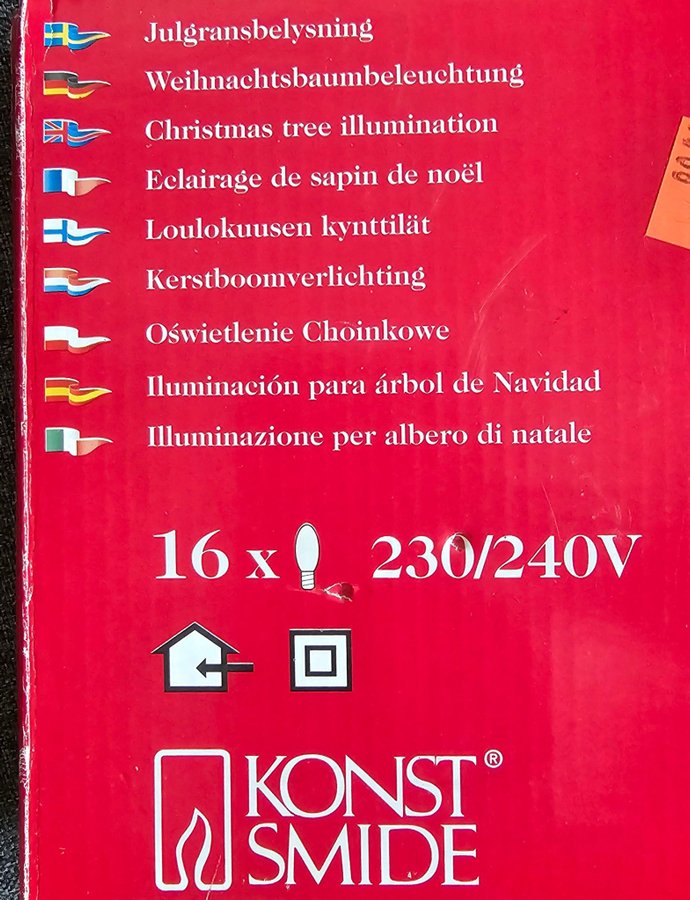 Julgransbelysning
Weihnachtsbaumbeleuchtung
Christmas tree illumination
Eclairage de sapin de noël
Loulokuusen kynttilät
Kerstboomverlichting
Oświetlenie Choinkowe
Iluminación para árbol de Navidad
Illuminazione per albero di natale
16 x 230/240V
KONST®
SMIDE